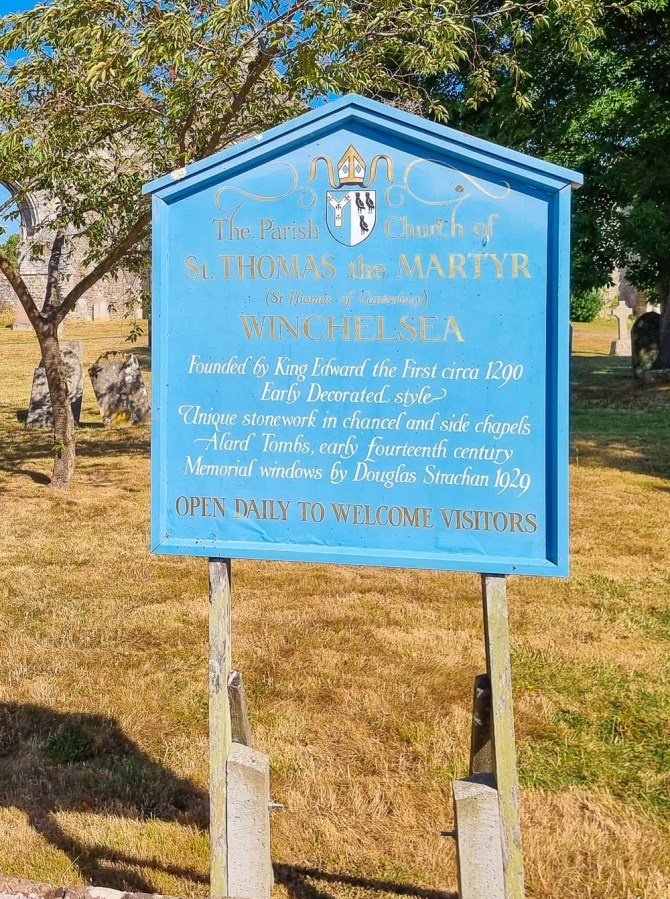 The Parish Church of
St. THOMAS the MARTYR
(St Thomas of Canterbury)
WINCHELSEA
Founded by King Edward the First circa 1290
Early Decorated style
Unique stonework in chancel and side chapels
Alard Tombs, early fourteenth century
Memorial windows by Douglas Strachan 1929
OPEN DAILY TO WELCOME VISITORS